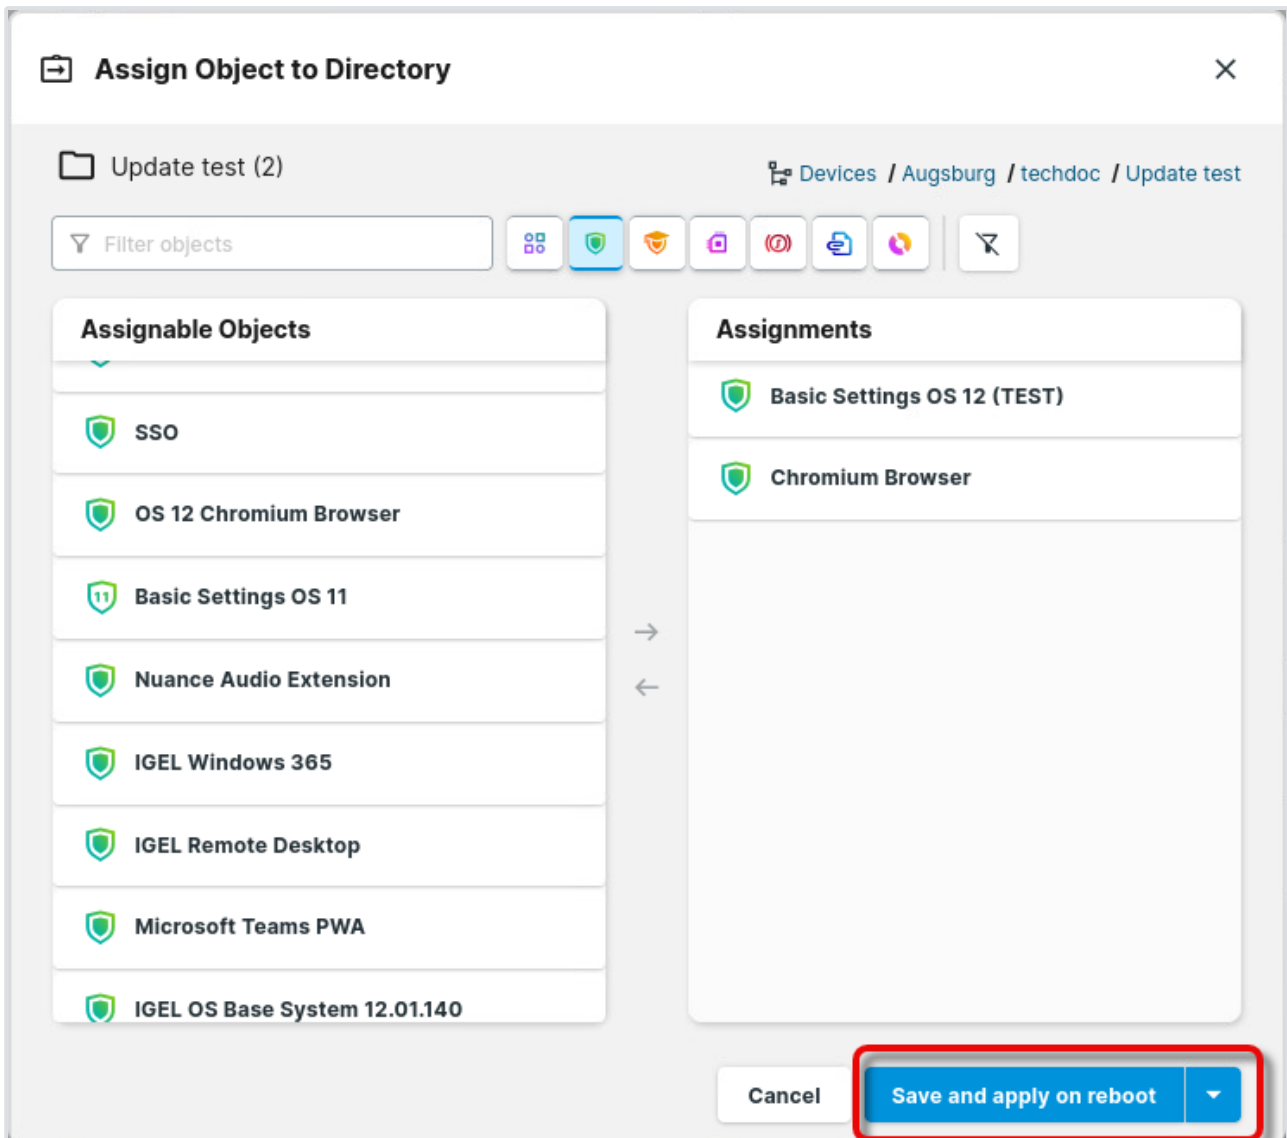 Assign Object to Directory
Update test (2)
Devices / Augsburg / techdoc / Update test
Filter objects
Assignable Objects
SSO
OS 12 Chromium Browser
11 Basic Settings OS 11
Nuance Audio Extension
IGEL Windows 365
IGEL Remote Desktop
Microsoft Teams PWA
IGEL OS Base System 12.01.140
Assignments
Basic Settings OS 12 (TEST)
Chromium Browser
Cancel
Save and apply on reboot